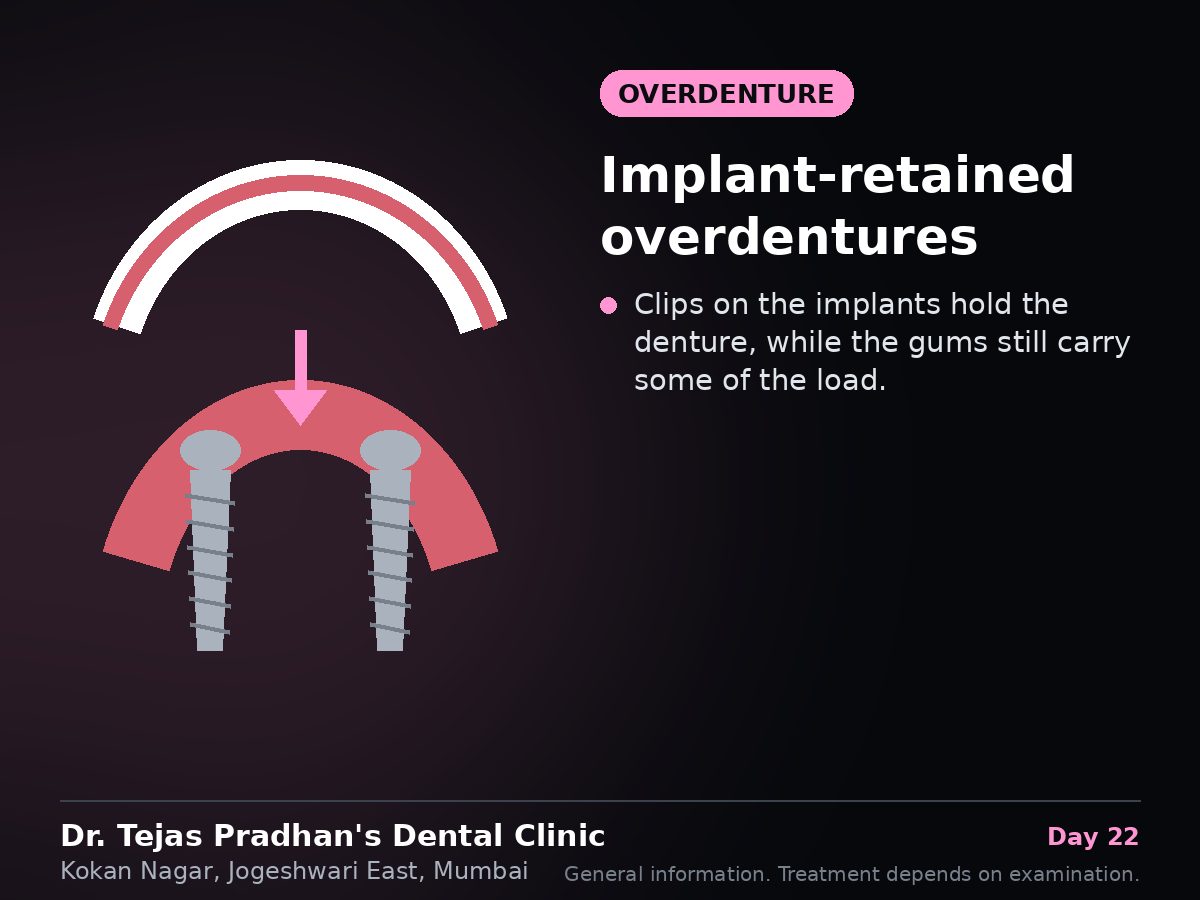 OVERDENTURE
Implant-retained
overdentures
Clips on the implants hold the
denture, while the gums still carry
some of the load.
Dr. Tejas Pradhan's Dental Clinic
Day 22
Kokan Nagar, Jogeshwari East, Mumbai
General information. Treatment depends on examination.